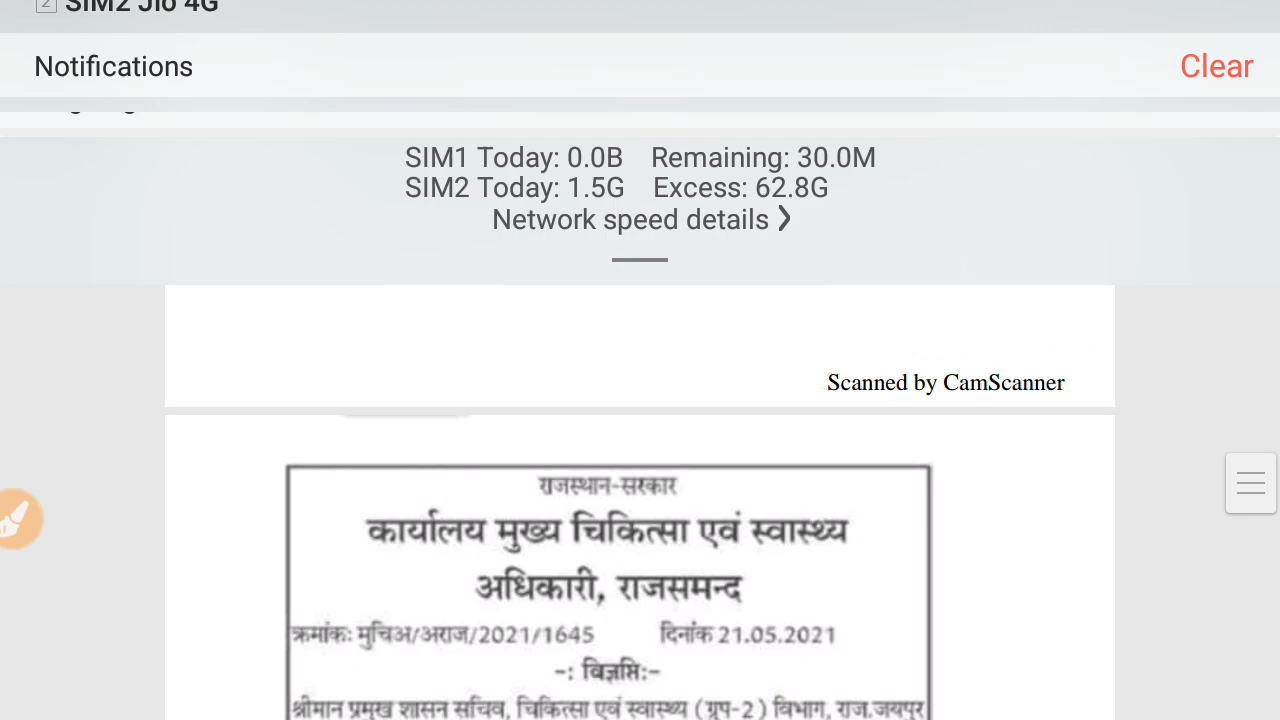 2 SIM2 Jio 4G
Notifications
Clear
SIM1 Today: 0.0B Remaining: 30.0M
SIM2 Today: 1.5G Excess: 62.8G
Network speed details ❯
Scanned by CamScanner
राजस्थान-सरकार
कार्यालय मुख्य चिकित्सा एवं स्वास्थ्य
अधिकारी, राजसमन्द
क्रमांक: मुचिअ/अराज/2021/1645 दिनांक 21.05.2021
-: विज्ञप्ति:-
श्रीमान प्रमुख शासन सचिव, चिकित्सा एवं स्वास्थ्य (ग्रुप-2) विभाग, राज.जयपुर